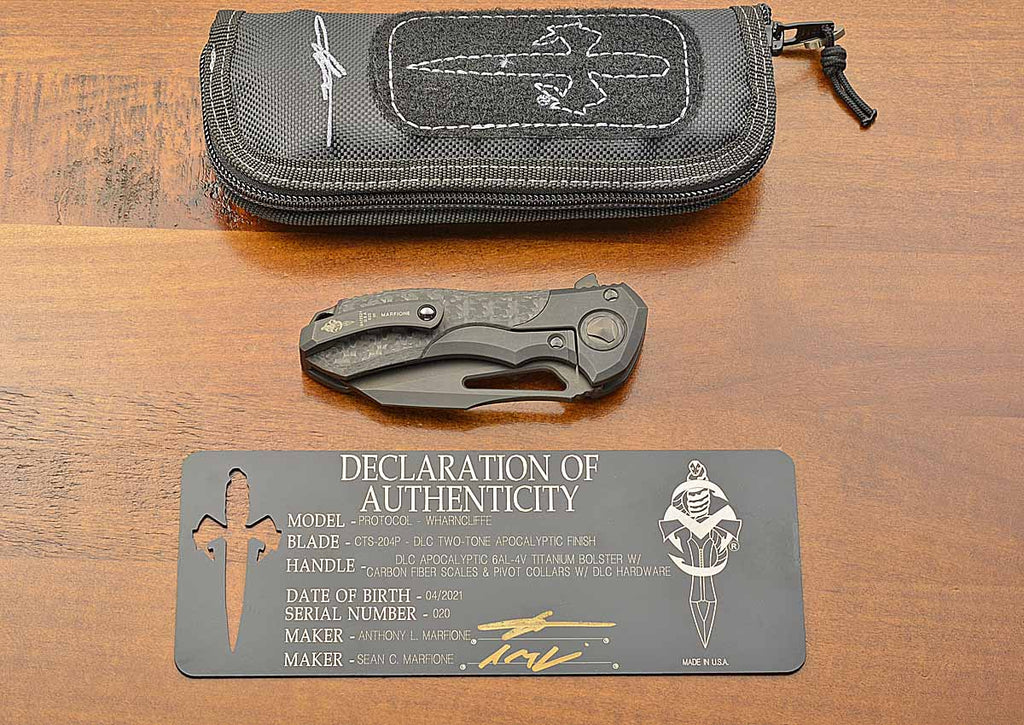 MARFIONE
DECLARATION OF
AUTHENTICITY
MODEL - PROTOCOL - WHARNCLIFFE
BLADE - CTS-204P - DLC TWO-TONE APOCALYPTIC FINISH
HANDLE - DLC APOCALYPTIC 6AL-4V TITANIUM BOLSTER W/
CARBON FIBER SCALES & PIVOT COLLARS W/ DLC HARDWARE
DATE OF BIRTH - 04/2021
SERIAL NUMBER - 020
MAKER - ANTHONY L. MARFIONE
MAKER - SEAN C. MARFIONE
®
MADE IN U.S.A.